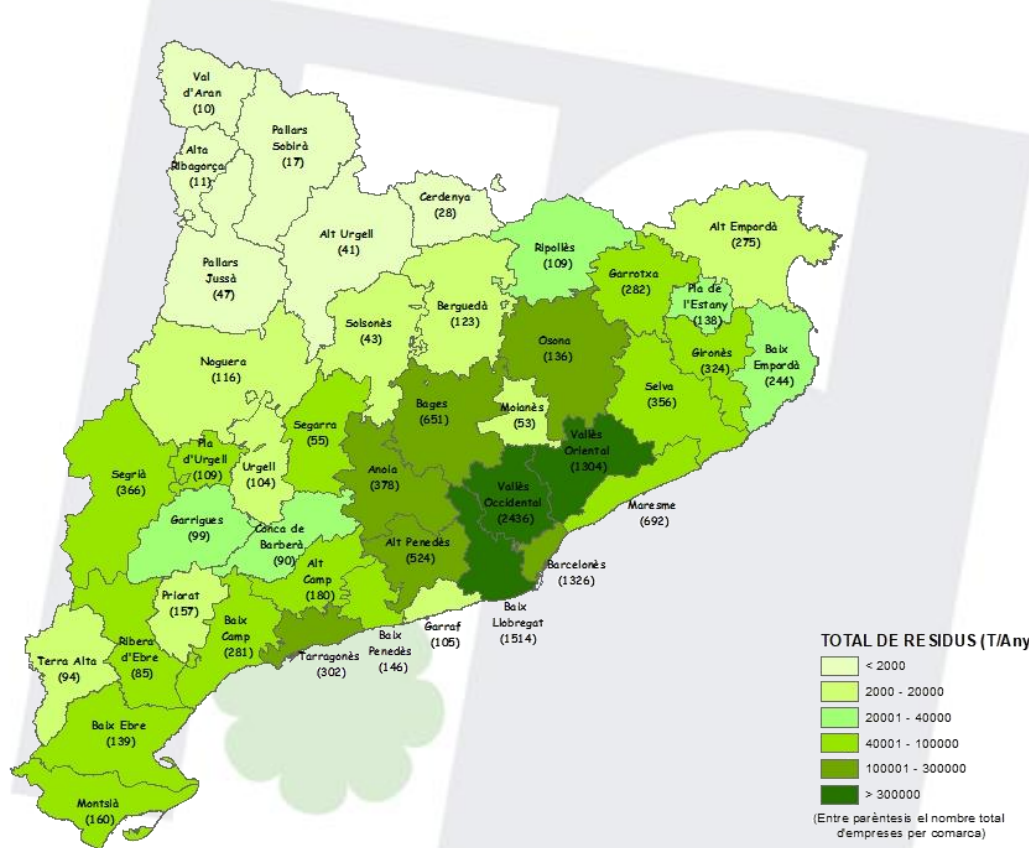 Val
d'Aran
(10)
Pallars
Sobirà
(17)
Alta
Ribagorça
(11)
Cerdenya
(28)
Alt Urgell
(41)
Pallars
Jussà
(47)
Ripollès
(109)
Alt Empordà
(275)
Garrotxa
(282)
Pla de
l'Estany
(138)
Berguedà
(123)
Solsonès
(43)
Osona
(136)
Gironès
(324)
Baix
Empordà
(244)
Noguera
(116)
Selva
(356)
Bages
(651)
Moianès
(53)
Segarra
(55)
Vallès
Oriental
(1304)
Pla
d'Urgell
(109)
Urgell
(104)
Segrià
(366)
Anoia
(378)
Vallès
Occidental
(2436)
Maresme
(692)
Garrigues
(99)
Conca de
Barberà
(90)
Alt Penedès
(524)
Alt
Camp
(180)
Barcelonès
(1326)
Priorat
(157)
Baix
Camp
(281)
Baix
Llobregat
(1514)
Garraf
(105)
Baix
Penedès
(146)
Tarragonès
(302)
Ribera
d'Ebre
(85)
Terra Alta
(94)
Baix Ebre
(139)
Montsià
(160)
TOTAL DE RESIDUS (T/Any
< 2000
2000 - 20000
20001 - 40000
40001 - 100000
100001 - 300000
> 300000
(Entre parèntesis el nombre total
d'empreses per comarca)